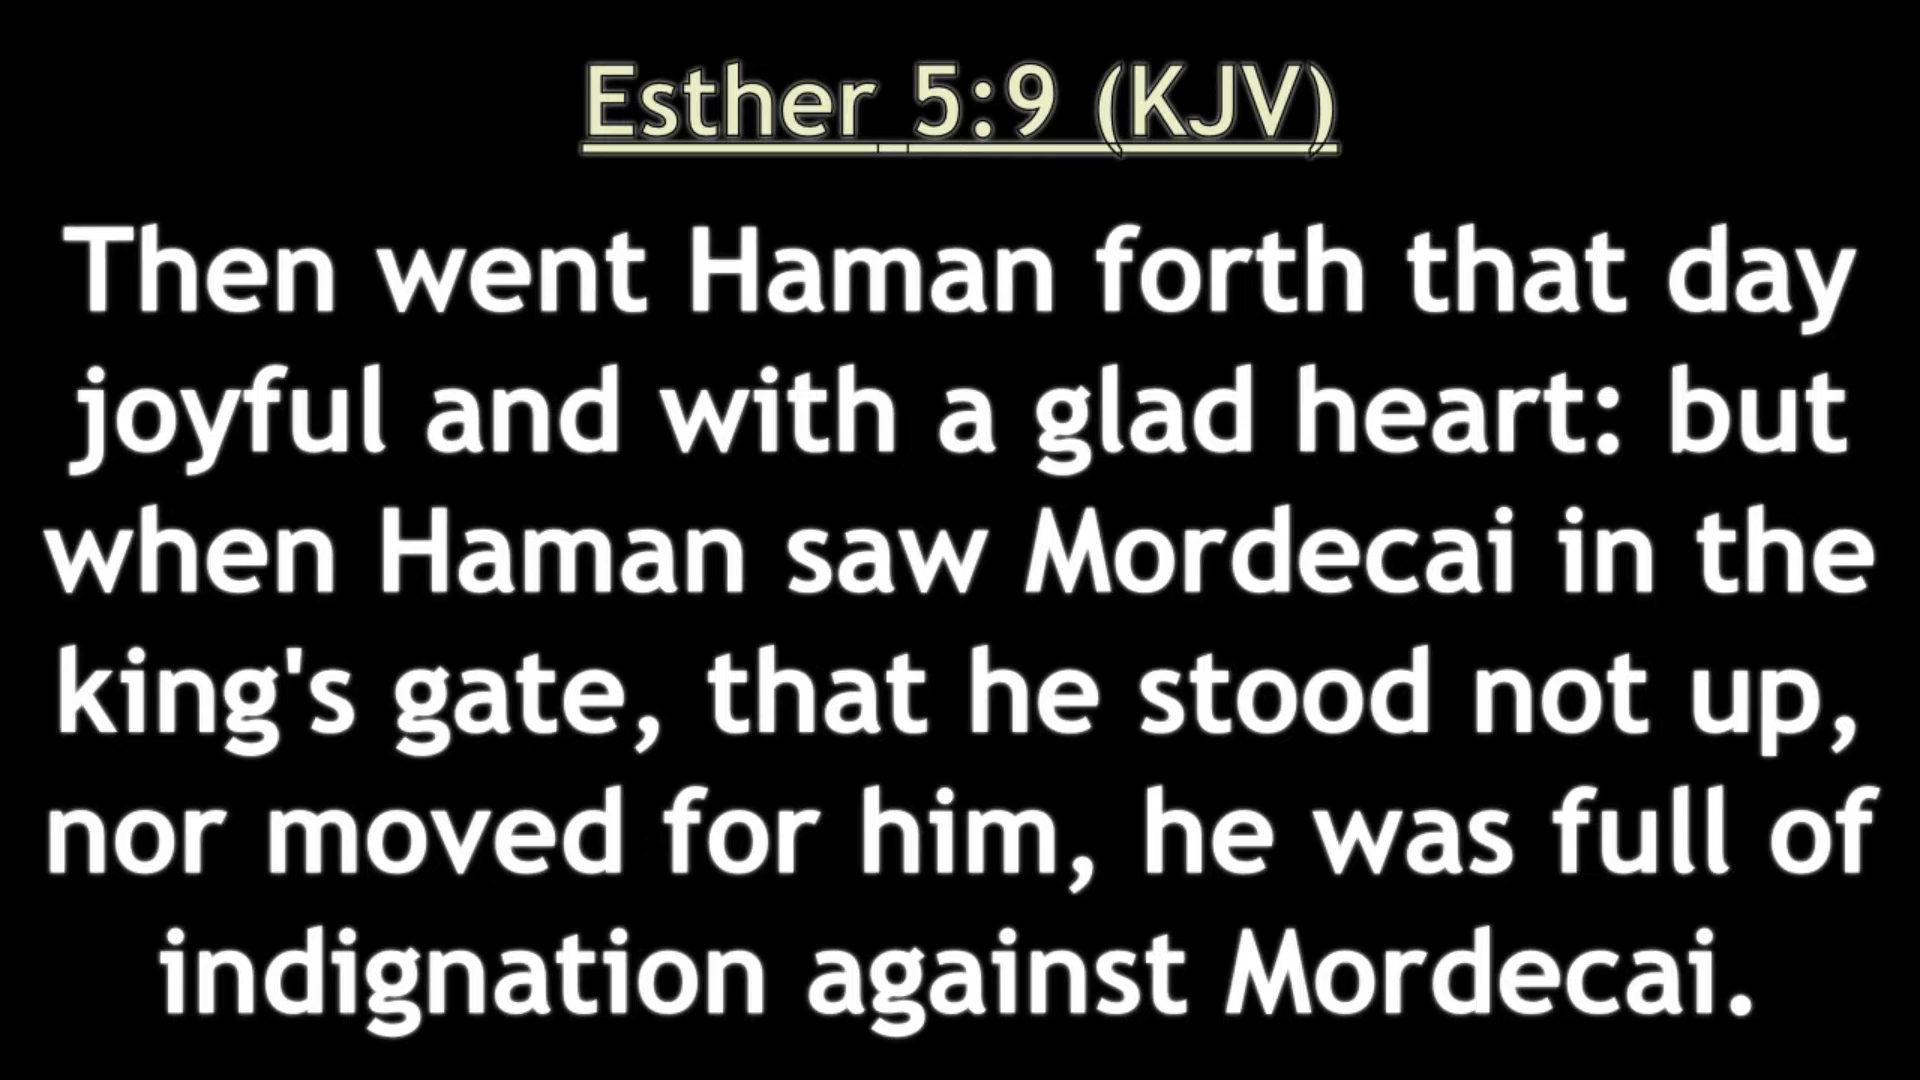 Esther 5:9 (KJV)
Then went Haman forth that day
joyful and with a glad heart: but
when Haman saw Mordecai in the
king's gate, that he stood not up,
nor moved for him, he was full of
indignation against Mordecai.